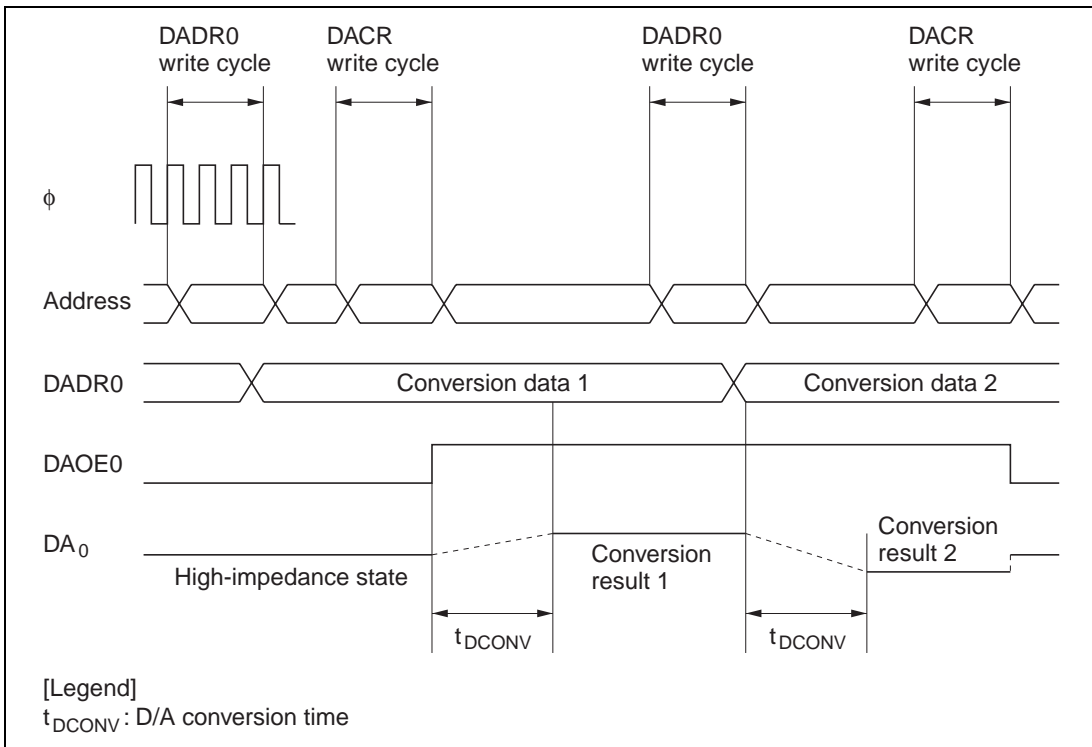 DADR0
write cycle
DACR
write cycle
DADR0
write cycle
DACR
write cycle
ϕ
Address
DADR0
Conversion data 1
Conversion data 2
DAOE0
DA0
High-impedance state
Conversion
result 1
Conversion
result 2
tDCONV
tDCONV
[Legend]
tDCONV : D/A conversion time